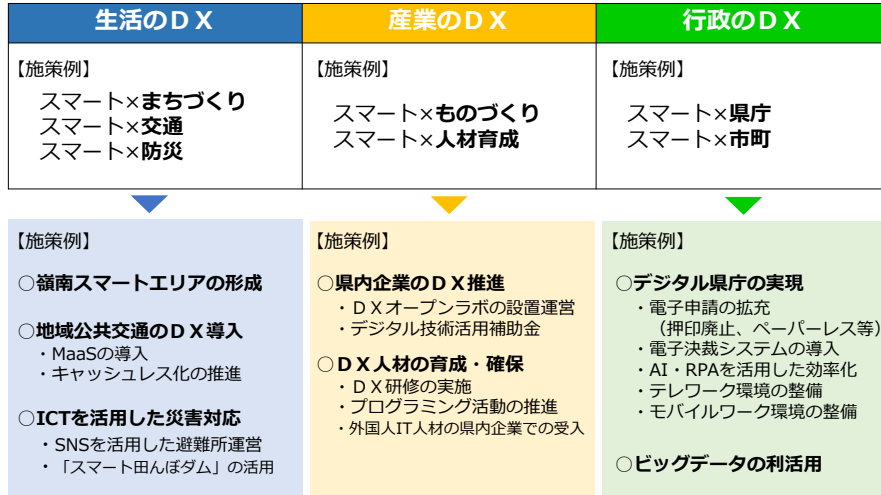 生活のＤＸ
【施策例】
スマート×まちづくり
スマート×交通
スマート×防災
産業のＤＸ
【施策例】
スマート×ものづくり
スマート×人材育成
行政のＤＸ
【施策例】
スマート×県庁
スマート×市町
【施策例】
○嶺南スマートエリアの形成
○地域公共交通のＤＸ導入
・MaaSの導入
・キャッシュレス化の推進
○ICTを活用した災害対応
・SNSを活用した避難所運営
・「スマート田んぼダム」の活用
【施策例】
○県内企業のＤＸ推進
・ＤＸオープンラボの設置運営
・デジタル技術活用補助金
○ＤＸ人材の育成・確保
・ＤＸ研修の実施
・プログラミング活動の推進
・外国人IT人材の県内企業での受入
【施策例】
○デジタル県庁の実現
・電子申請の拡充
（押印廃止、ペーパーレス等）
・電子決裁システムの導入
・AI・RPAを活用した効率化
・テレワーク環境の整備
・モバイルワーク環境の整備
○ビッグデータの利活用